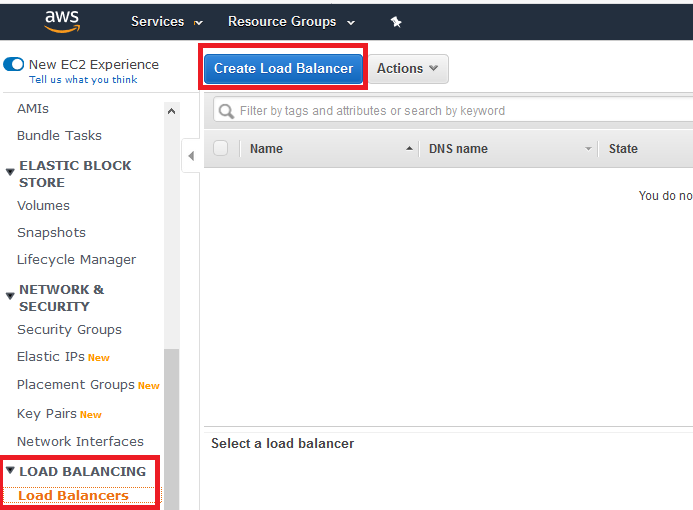 aws
Services
Resource Groups
New EC2 Experience
Tell us what you think
Create Load Balancer
Actions
AMIs
Bundle Tasks
ELASTIC BLOCK
STORE
Volumes
Snapshots
Lifecycle Manager
NETWORK &
SECURITY
Security Groups
Elastic IPs New
Placement Groups New
Key Pairs New
Network Interfaces
LOAD BALANCING
Load Balancers
Filter by tags and attributes or search by keyword
Name DNS name State
You do no
Select a load balancer